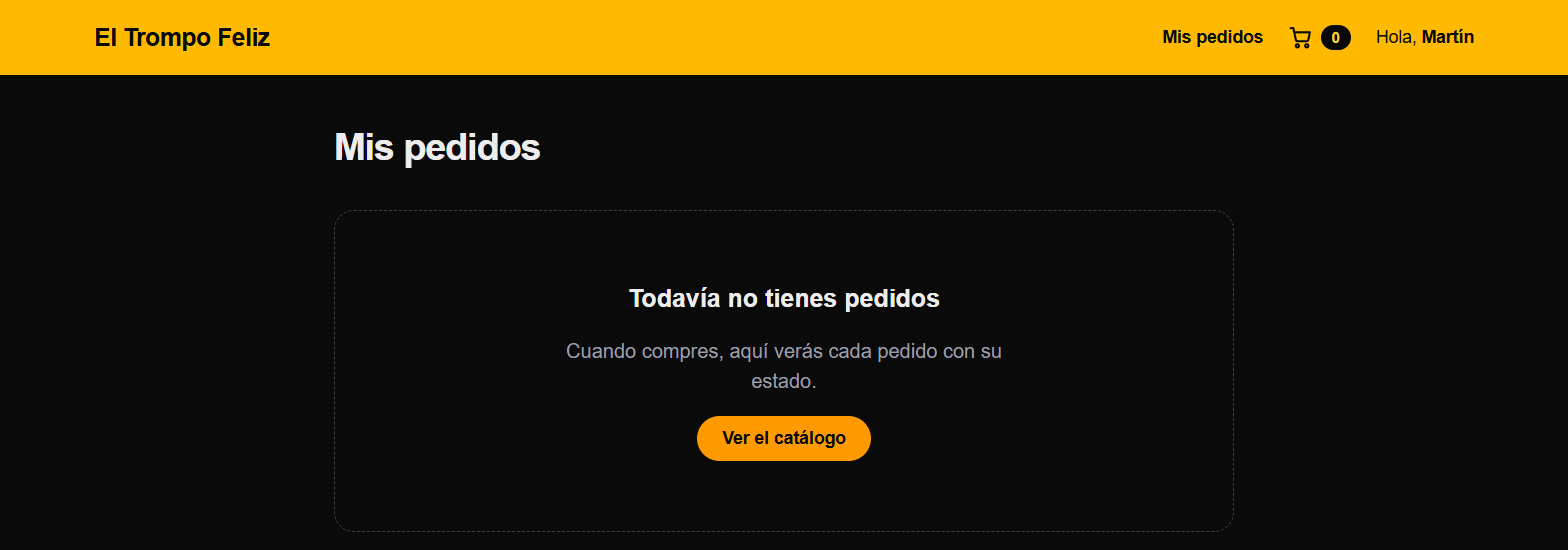 El Trompo Feliz
Mis pedidos
0
Hola, Martín
Mis pedidos
Todavía no tienes pedidos
Cuando compres, aquí verás cada pedido con su
estado.
Ver el catálogo